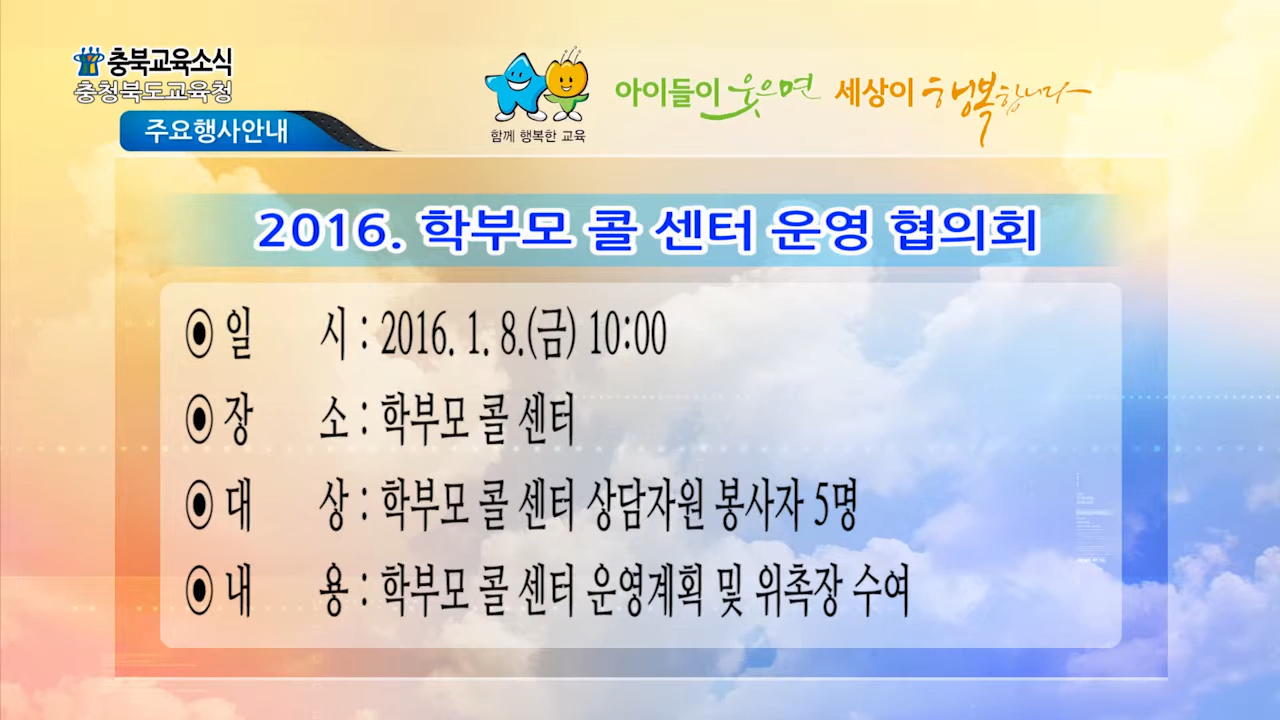 충북교육소식
충청북도교육청
주요행사안내
함께 행복한 교육
아이들이 웃으면 세상이 행복합니다
2016. 학부모 콜 센터 운영 협의회
◉ 일 시 : 2016. 1. 8.(금) 10:00
◉ 장 소 : 학부모 콜 센터
◉ 대 상 : 학부모 콜 센터 상담자원 봉사자 5명
◉ 내 용 : 학부모 콜 센터 운영계획 및 위촉장 수여